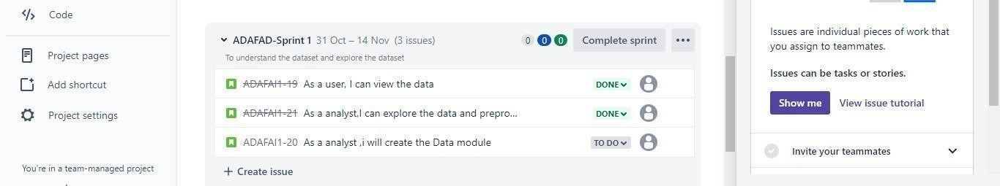 Code
Project pages
Add shortcut
Project settings
You're in a team-managed project
ADAFAD-Sprint 1 31 Oct – 14 Nov (3 issues) 0 0 0 Complete sprint
To understand the dataset and explore the dataset
ADAFAI1-19 As a user, I can view the data DONE
ADAFAI1-21 As a analyst,I can explore the data and prepro... DONE
ADAFAI1-20 As a analyst ,i will create the Data module TO DO
+ Create issue
Issues are individual pieces of work that
you assign to teammates.
Issues can be tasks or stories.
Show me View issue tutorial
Invite your teammates